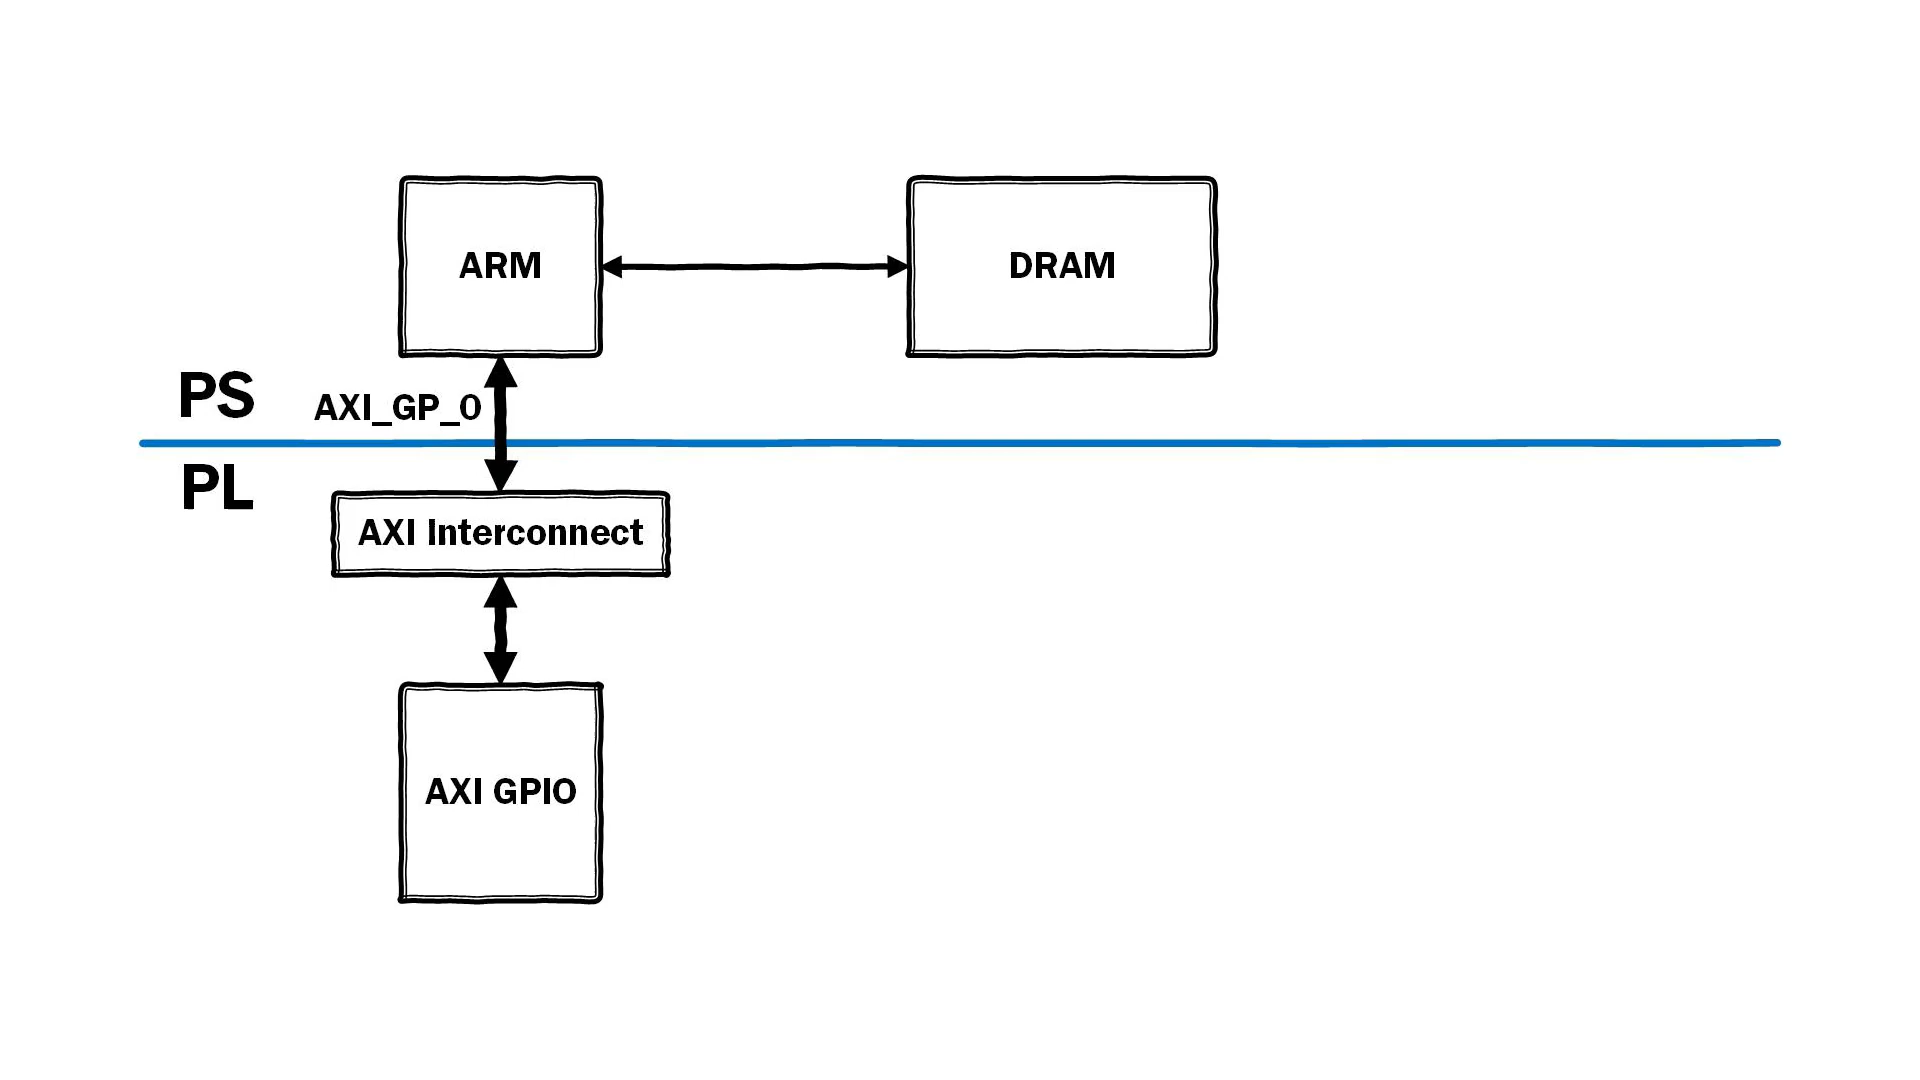 ARM
DRAM
PS
AXI_GP_0
PL
AXI Interconnect
AXI GPIO